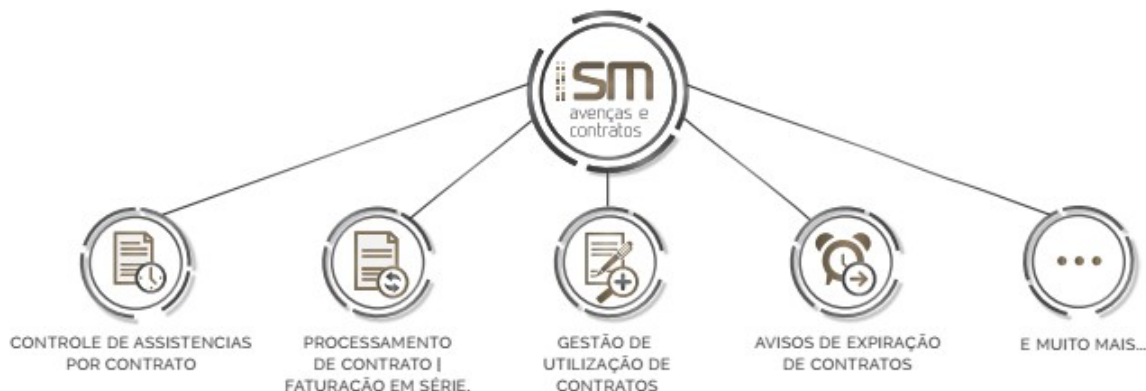 SM
avenças e
contratos
CONTROLE DE ASSISTENCIAS
POR CONTRATO
PROCESSAMENTO
DE CONTRATO |
FATURAÇÃO EM SÉRIE.
GESTÃO DE
UTILIZAÇÃO DE
CONTRATOS
AVISOS DE EXPIRAÇÃO
DE CONTRATOS
E MUITO MAIS...